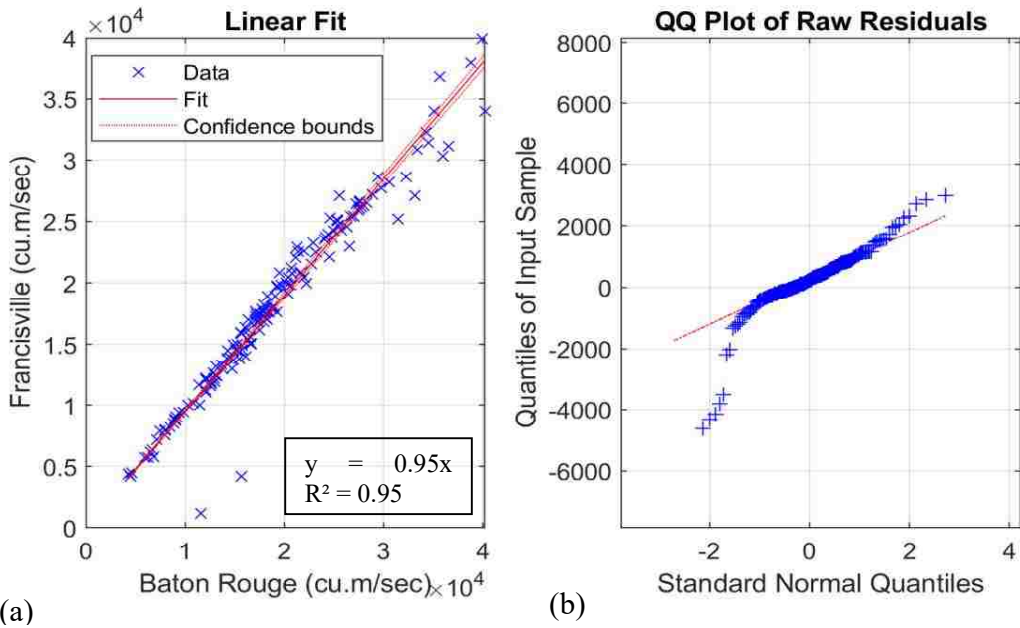 ×10⁴
Linear Fit
4
3.5
3
2.5
2
1.5
1
0.5
0
Francisville (cu.m/sec)
Data
Fit
Confidence bounds
y = 0.95x
R² = 0.95
0 1 2 3 4
Baton Rouge (cu.m/sec) ×10⁴
(a)
QQ Plot of Raw Residuals
8000
6000
4000
2000
0
-2000
-4000
-6000
Quantiles of Input Sample
-2 0 2 4
Standard Normal Quantiles
(b)